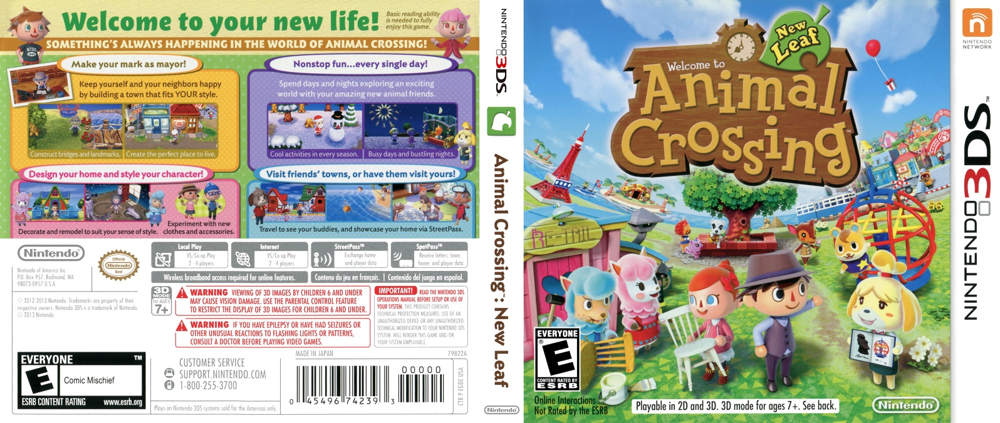 Welcome to your new life!
Basic reading ability
is needed to fully
enjoy this game.
SOMETHING'S ALWAYS HAPPENING IN THE WORLD OF ANIMAL CROSSING!
NTDO
Make your mark as mayor!
Keep yourself and your neighbors happy
by building a town that fits YOUR style.
Construct bridges and landmarks.
Create the perfect place to live.
Nonstop fun...every single day!
Spend days and nights exploring an exciting
world with your amazing new animal friends.
Cool activities in every season.
Busy days and bustling nights.
Design your home and style your character!
Decorate and remodel to suit your sense of style.
Experiment with new
clothes and accessories.
Visit friends' towns, or have them visit yours!
Travel to see your buddies, and showcase your home via StreetPass.
Nintendo®
Nintendo of America Inc.
P.O. Box 957, Redmond, WA
98073-0957 U.S.A.
Official
Nintendo
Seal
© 2012-2013 Nintendo. Trademarks are property of their
respective owners. Nintendo 3DS is a trademark of Nintendo.
© 2013 Nintendo.
Local Play
VS/Co-op Play
2 - 4 players
Internet
VS/Co-op Play
2 - 4 players
StreetPass™
Exchange home
and player data
SpotPass™
Receive letters, town,
home, and player data
Wireless broadband access required for online features.
Contenu du jeu en français. | Contenido del juego en español.
3D
MODE
for AGES
7+
WARNING VIEWING OF 3D IMAGES BY CHILDREN 6 AND UNDER
MAY CAUSE VISION DAMAGE. USE THE PARENTAL CONTROL FEATURE
TO RESTRICT THE DISPLAY OF 3D IMAGES FOR CHILDREN 6 AND UNDER.
WARNING IF YOU HAVE EPILEPSY OR HAVE HAD SEIZURES OR
OTHER UNUSUAL REACTIONS TO FLASHING LIGHTS OR PATTERNS,
CONSULT A DOCTOR BEFORE PLAYING VIDEO GAMES.
IMPORTANT! READ THE NINTENDO 3DS
OPERATIONS MANUAL BEFORE SETUP OR USE OF
YOUR SYSTEM. THIS PRODUCT CONTAINS
TECHNICAL PROTECTION MEASURES. USE OF AN
UNAUTHORIZED DEVICE OR ANY UNAUTHORIZED
TECHNICAL MODIFICATION TO YOUR NINTENDO 3DS
SYSTEM, WILL RENDER THIS GAME AND/OR
YOUR SYSTEM UNPLAYABLE.
EVERYONE ™
E
Comic Mischief
ESRB CONTENT RATING www.esrb.org
CUSTOMER SERVICE
SUPPORT.NINTENDO.COM
1-800-255-3700
Plays on Nintendo 3DS systems sold for the Americas only.
MADE IN JAPAN
79822A
00000
0 45496 74239 3
CTR P EGDE USA
NINTENDO3DS™
Animal Crossing™: New Leaf
Nintendo®
Welcome to
New
Leaf
Animal
Crossing™
RE-TAIL
EVERYONE
®
E
CONTENT RATED BY
ESRB
Online Interactions
Not Rated by the ESRB
Playable in 2D and 3D. 3D mode for ages 7+. See back.
Nintendo®
n
NINTENDO
NETWORK
NINTENDO3DS™